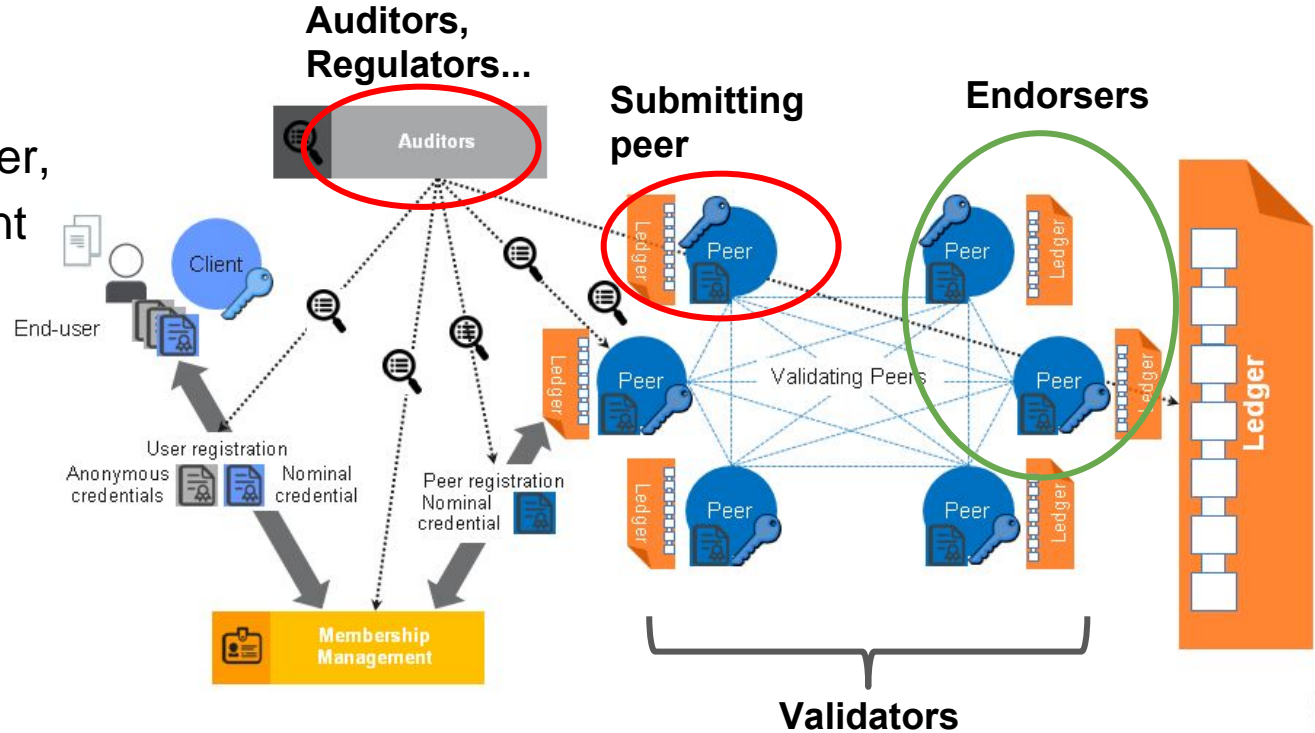 Auditors,
Regulators...
Submitting
peer
Endorsers
er,
nt
Auditors
Client
End-user
Ledger
Peer
Peer
Ledger
Ledger
Peer
Validating Peers
Peer
Ledger
Ledger
User registration
Anonymous
credentials
Nominal
credential
Peer registration
Nominal
credential
Ledger
Peer
Peer
Ledger
Membership
Management
Validators